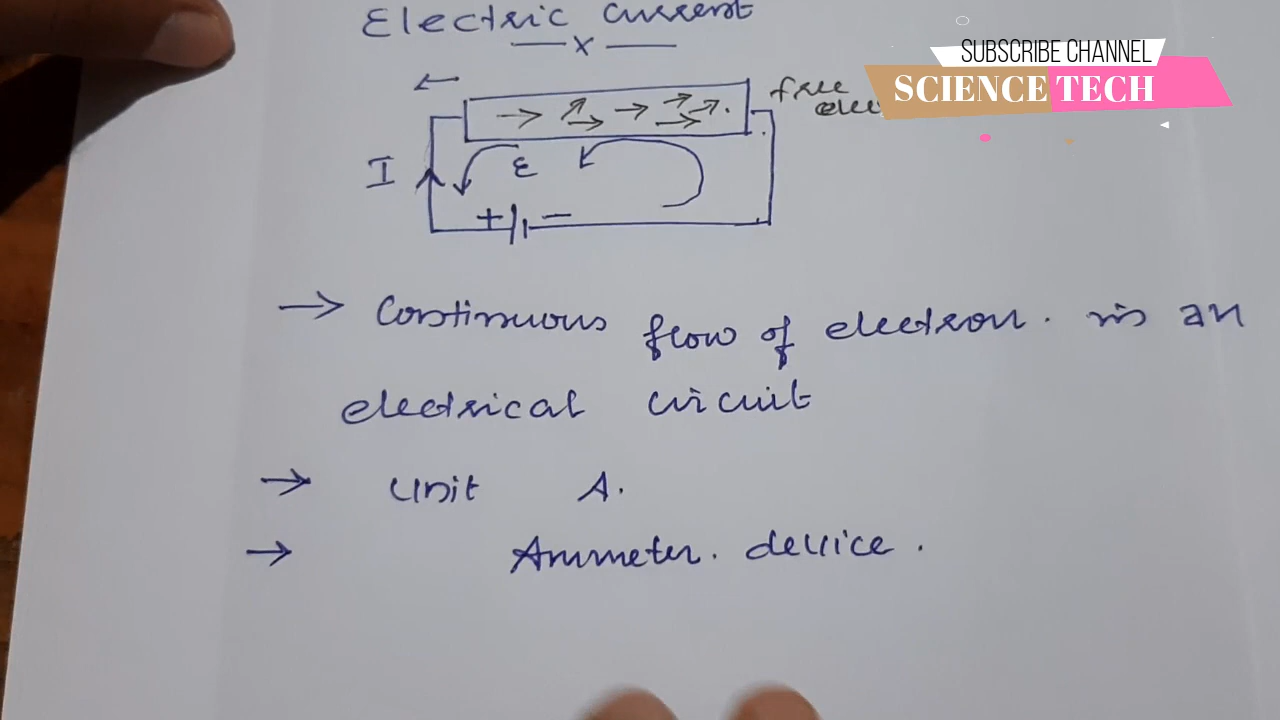 Electric Current
x
SUBSCRIBE CHANNEL
SCIENCE TECH
free
I
ε
+ -
→ Continuous flow of electron. in an
electrical circuit
→ Unit A.
→ Ammeter. device.